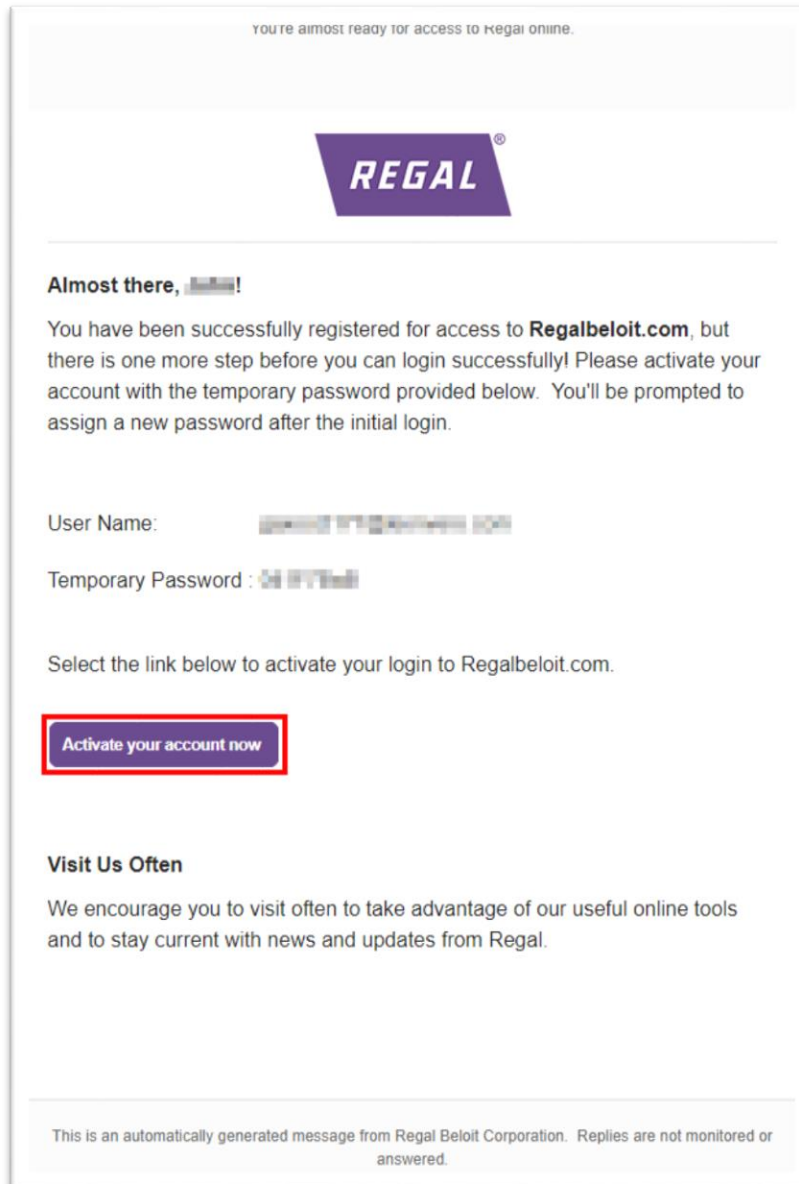 You're almost ready for access to Regal online.
REGAL®
Almost there, !
You have been successfully registered for access to Regalbeloit.com, but
there is one more step before you can login successfully! Please activate your
account with the temporary password provided below.  You'll be prompted to
assign a new password after the initial login.
User Name:
Temporary Password :
Select the link below to activate your login to Regalbeloit.com.
Activate your account now
Visit Us Often
We encourage you to visit often to take advantage of our useful online tools
and to stay current with news and updates from Regal.
This is an automatically generated message from Regal Beloit Corporation.  Replies are not monitored or
answered.